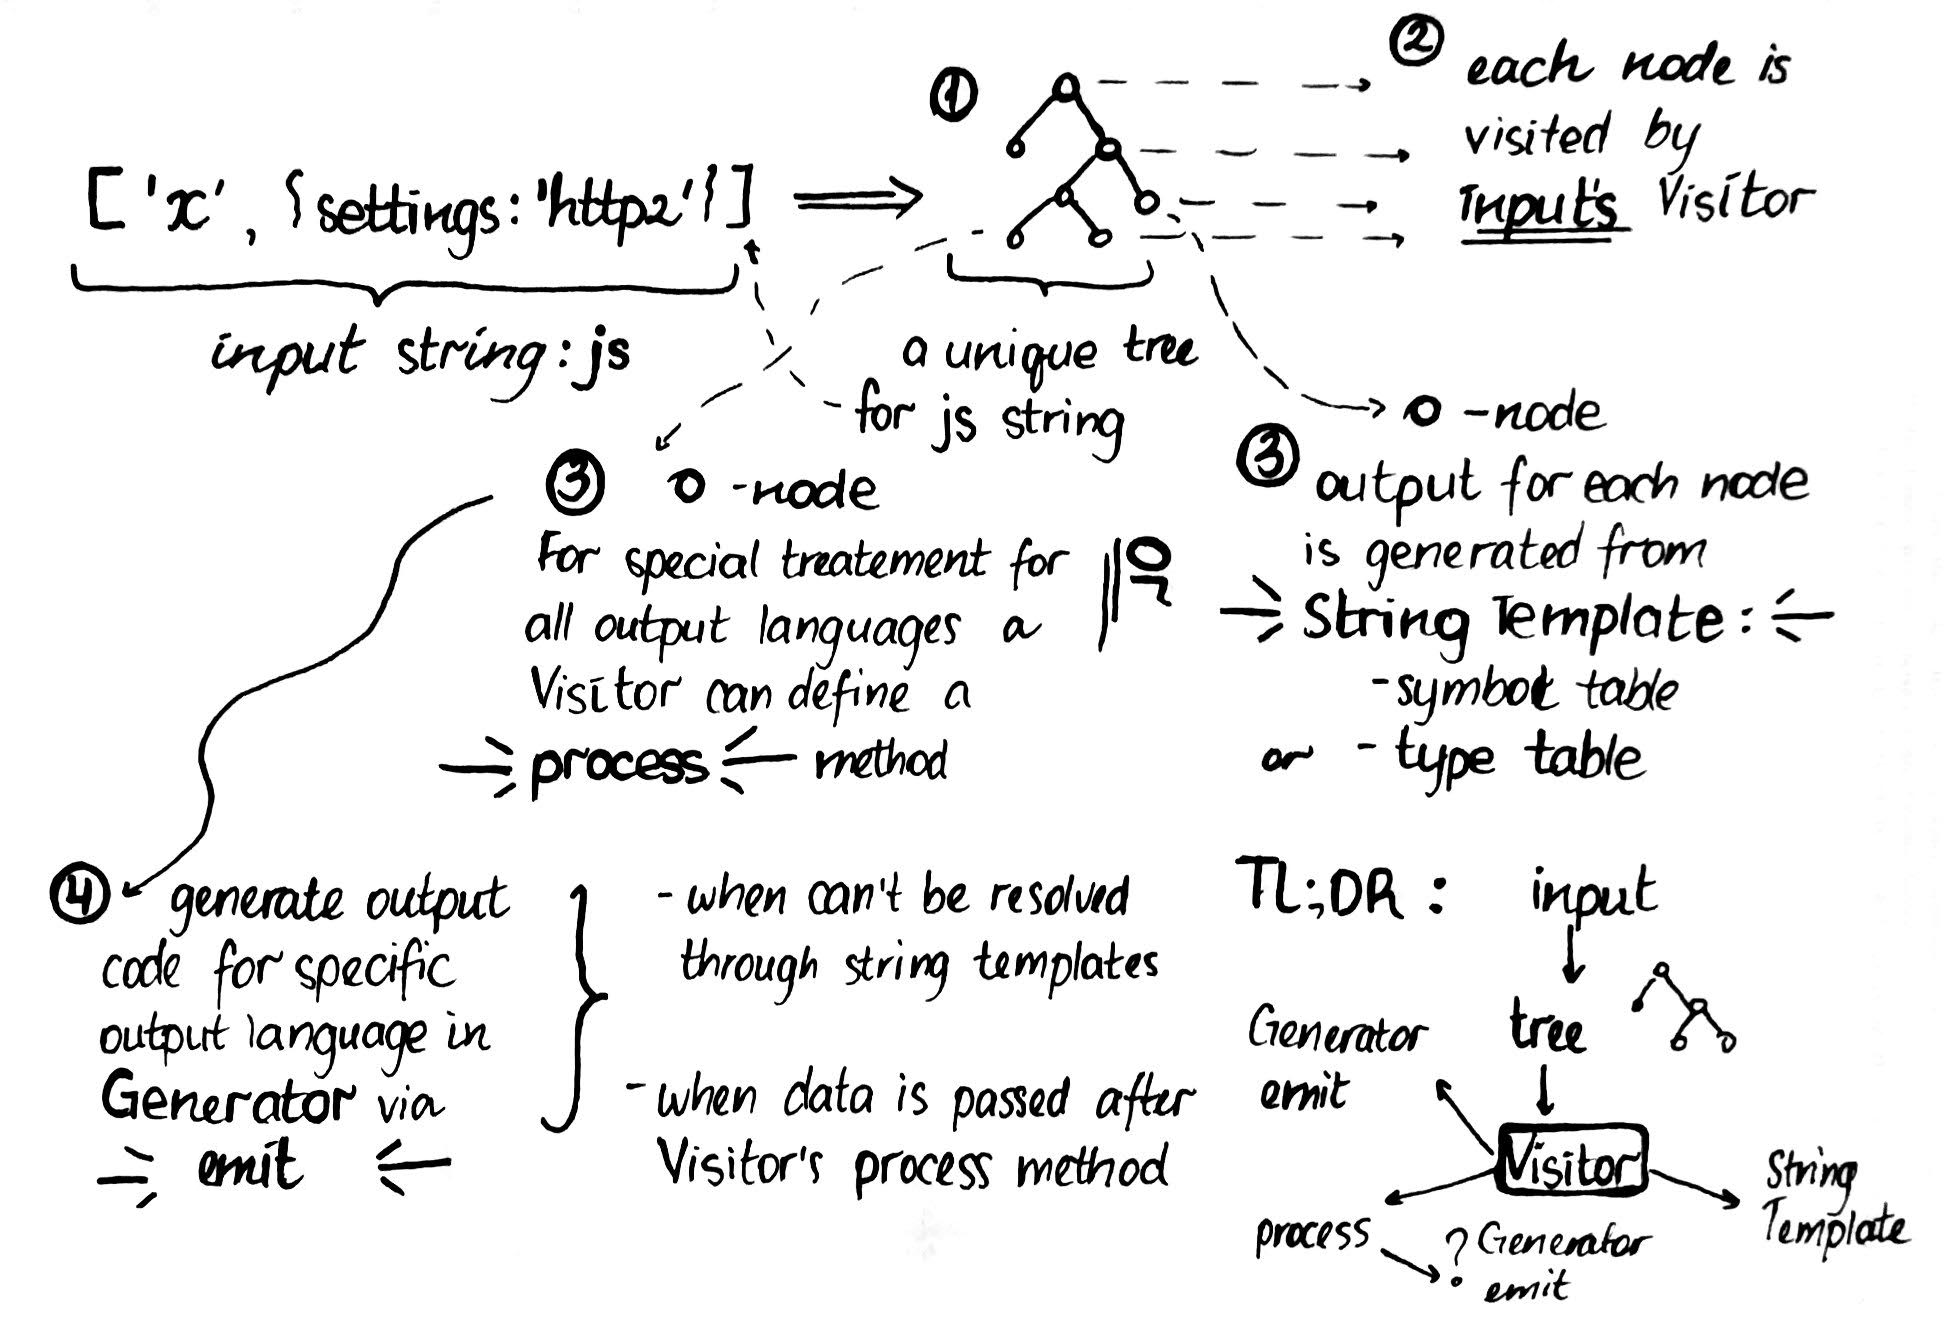 ['x', {settings:'http2'}]
input string: js
①
a unique tree
for js string
② each node is
visited by
Input's Visitor
③ o -node
For special treatement for
all output languages a
Visitor can define a
process method
or
o -node
③ output for each node
is generated from
String Template:
-symbol table
or - type table
④ generate output
code for specific
output language in
Generator via
emit
- when can't be resolved
through string templates
- when data is passed after
Visitor's process method
TL;DR: input
tree
Generator
emit
Visitor
String
Template
process
? Generator
emit